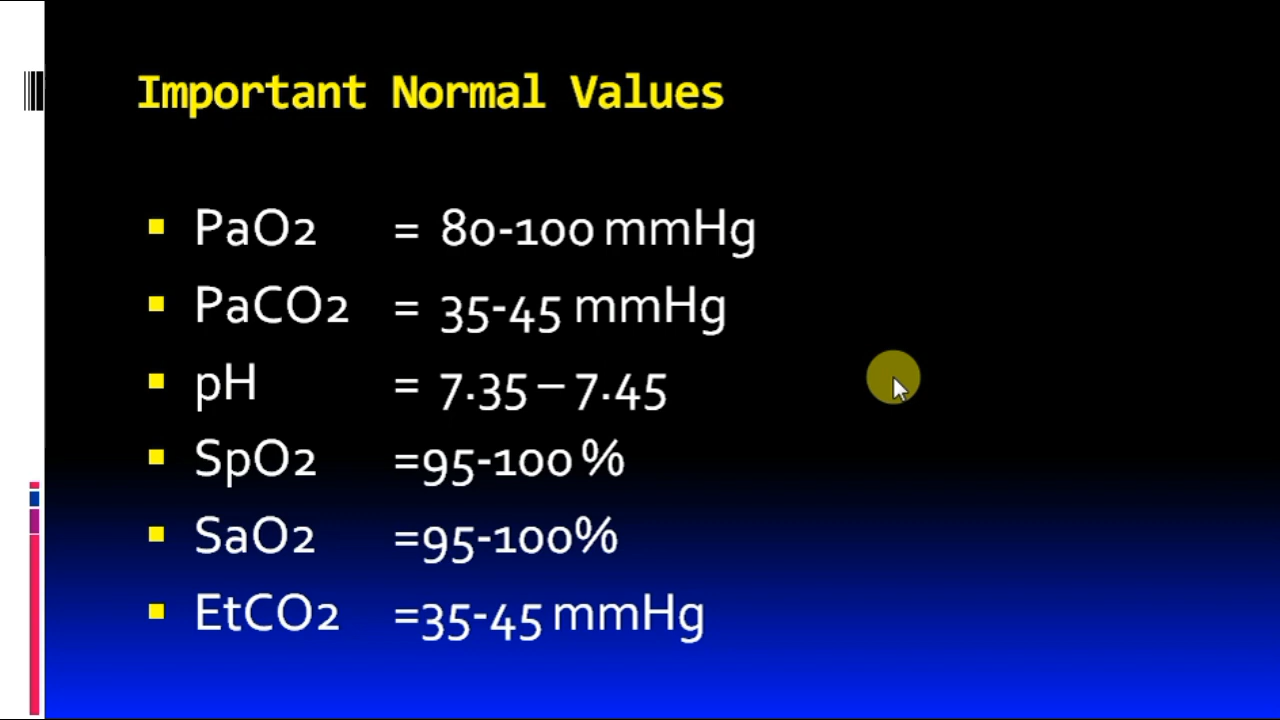 Important Normal Values
▪ PaO2 = 80-100 mmHg
▪ PaCO2 = 35-45 mmHg
▪ pH = 7.35 – 7.45
▪ SpO2 =95-100 %
▪ SaO2 =95-100%
▪ EtCO2 =35-45 mmHg